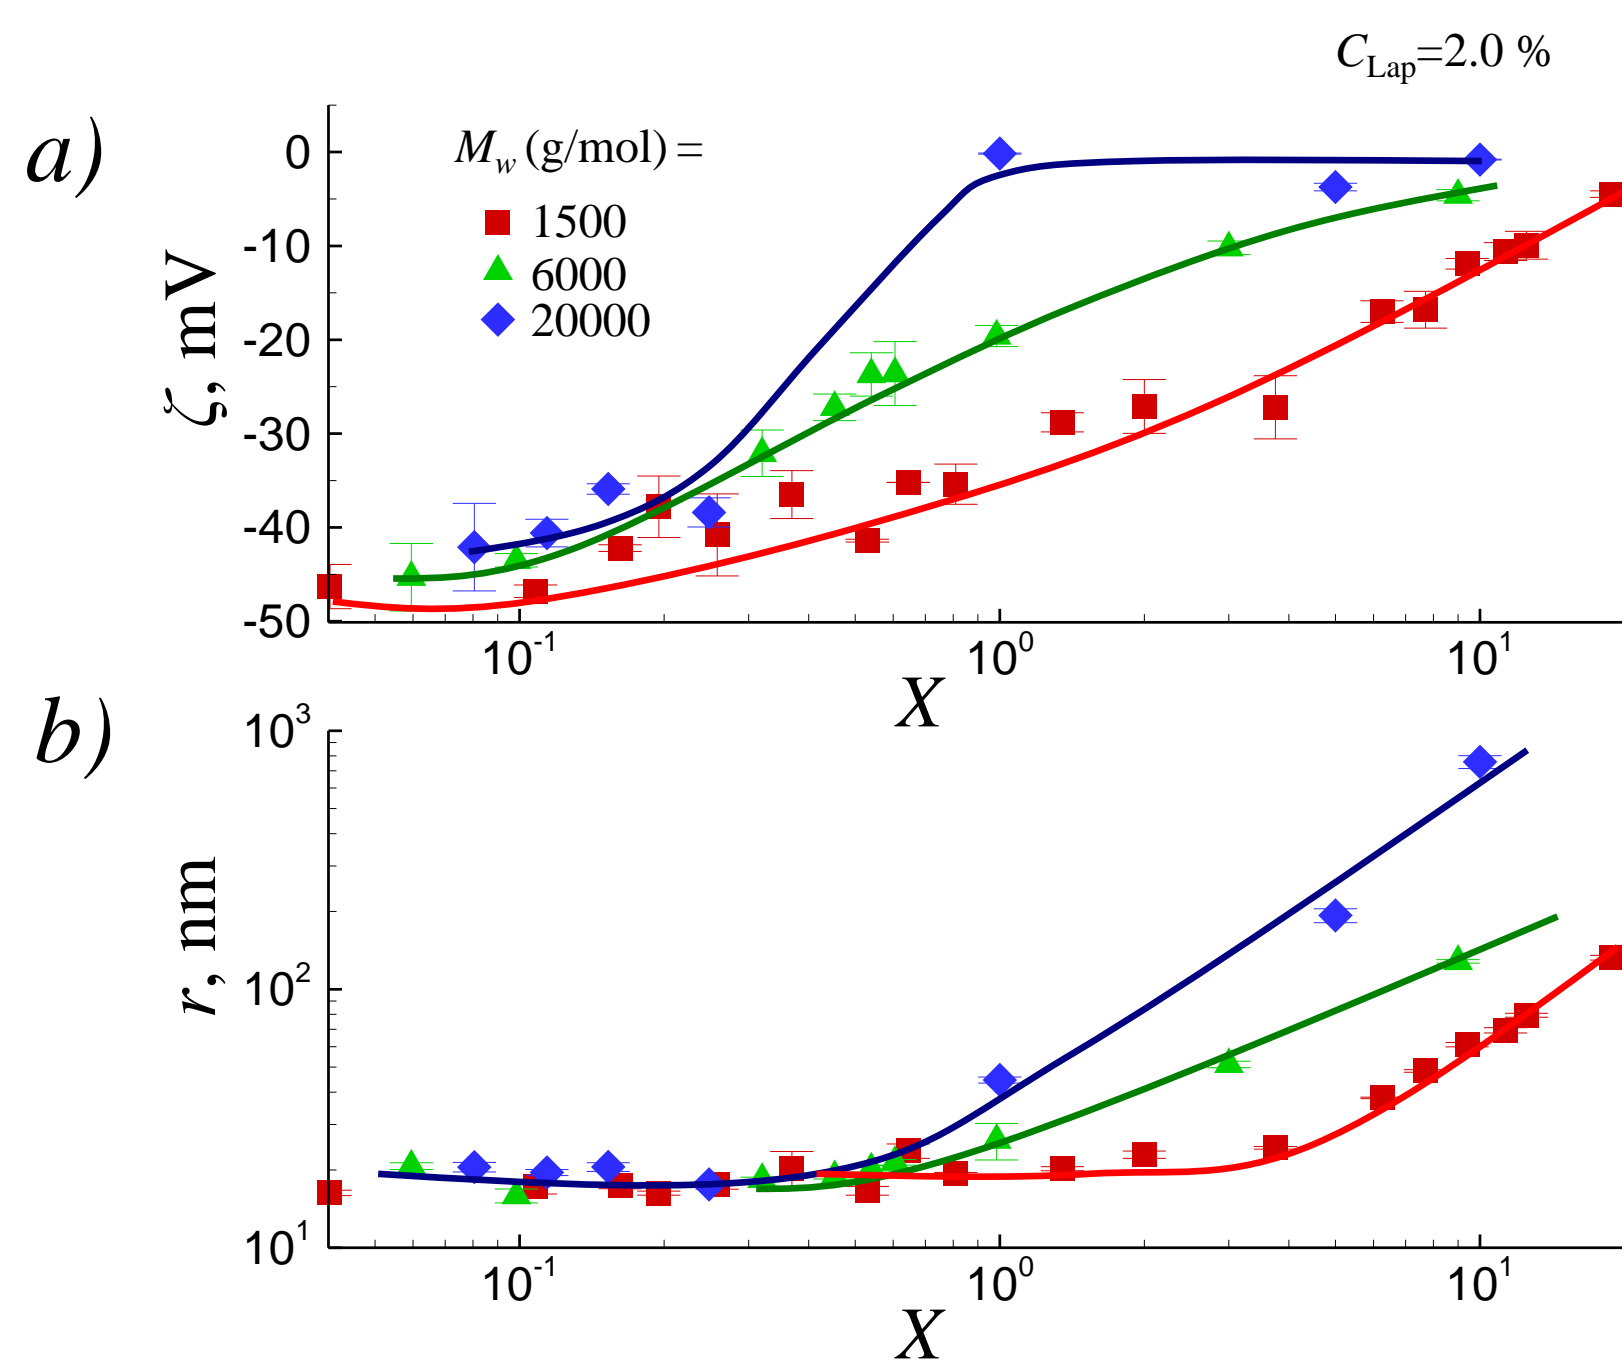 C_Lap=2.0 %
a)
M_w (g/mol) =
1500
6000
20000
ζ, mV
0
-10
-20
-30
-40
-50
10^-1 10^0 10^1
X
b)
r, nm
10^3
10^2
10^1
10^-1 10^0 10^1
X